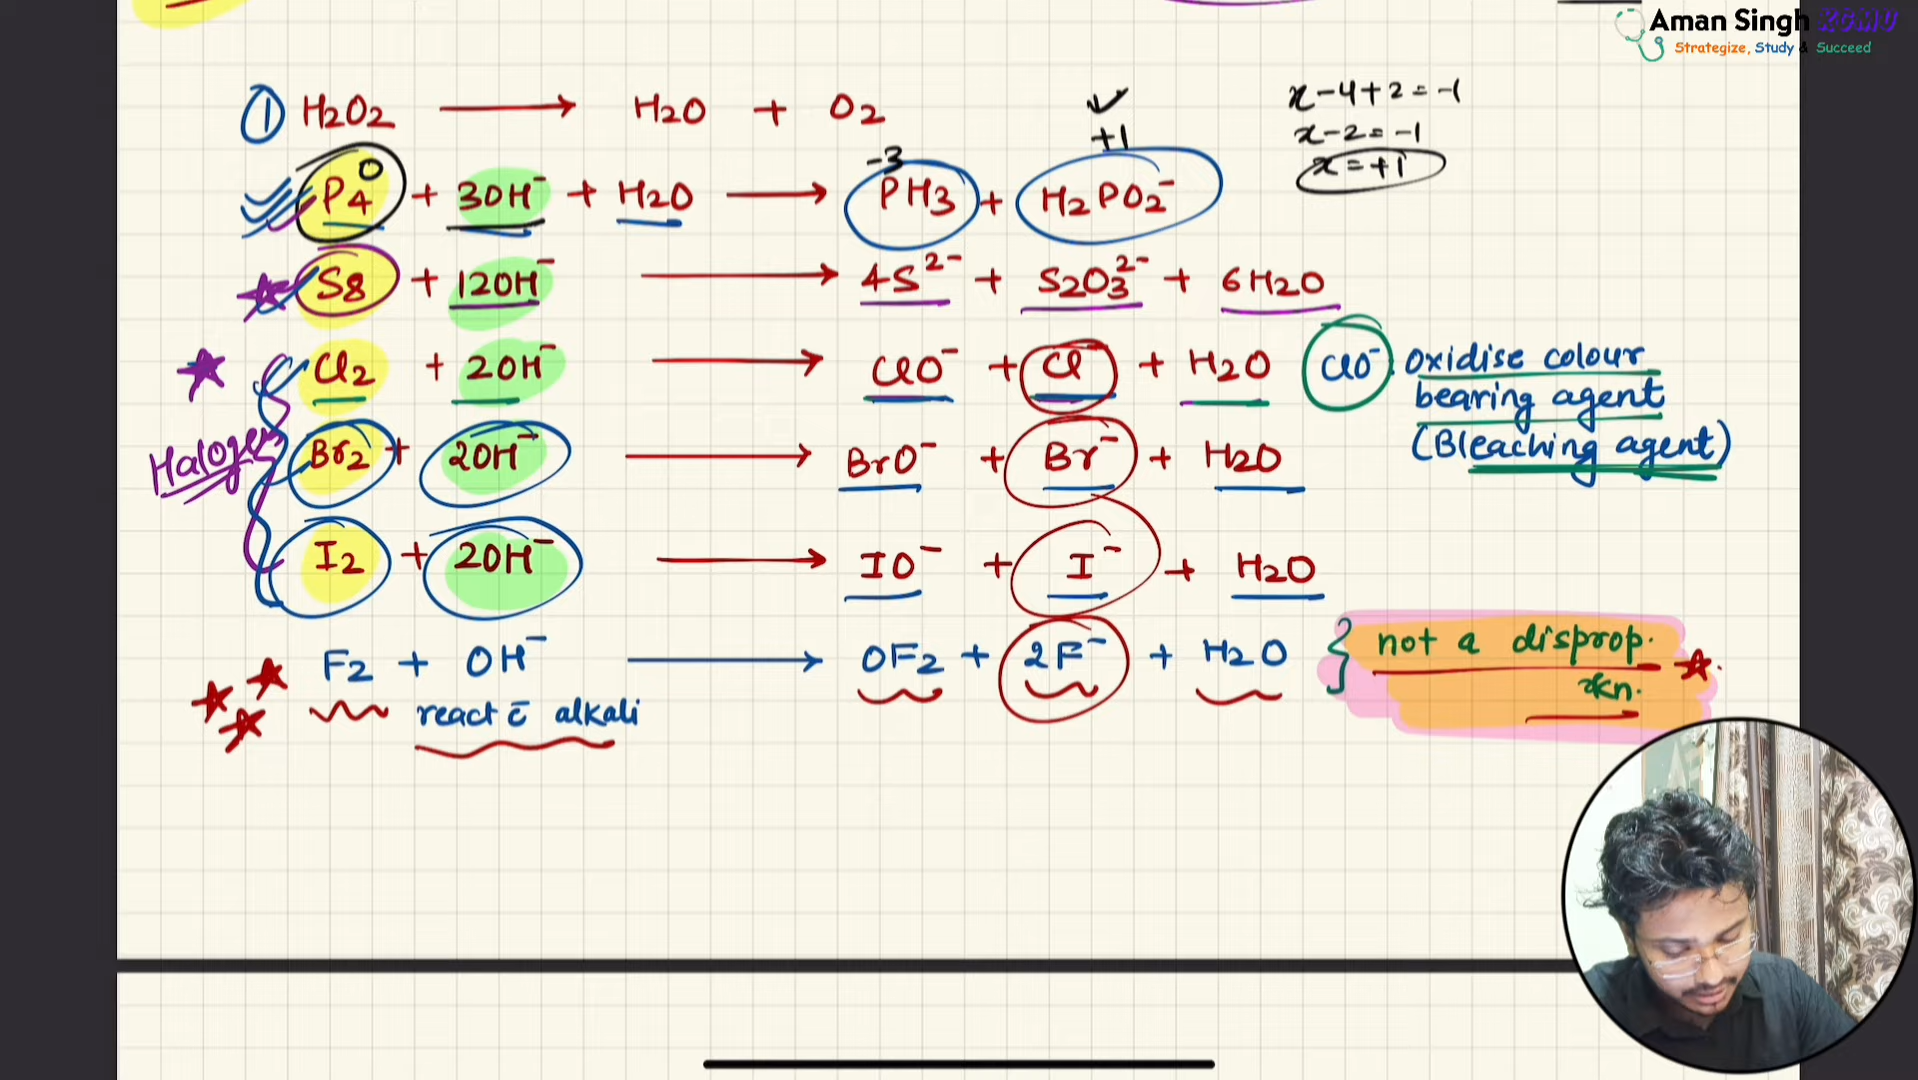 Aman Singh KGMU
Strategize, Study & Succeed
① H2O2 ⟶ H2O + O2
x-4+2=-1
x-2=-1
x=+1
✓
+1
-3
0
P4 + 3OH⁻ + H2O ⟶ PH3 + H2PO2⁻
S8 + 12OH⁻ ⟶ 4S²⁻ + S2O3²⁻ + 6H2O
Cl2 + 2OH⁻ ⟶ ClO⁻ + Cl⁻ + H2O
ClO⁻: oxidise colour
bearing agent
(Bleaching agent)
Halogen
Br2 + 2OH⁻ ⟶ BrO⁻ + Br⁻ + H2O
I2 + 2OH⁻ ⟶ IO⁻ + I⁻ + H2O
F2 + OH⁻ ⟶ OF2 + 2F⁻ + H2O } not a disprop.
rxn.
react c̄ alkali